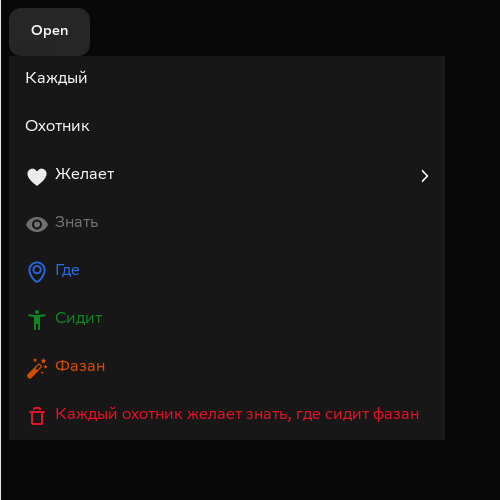 Open
Каждый
Охотник
Желает
Знать
Где
Сидит
Фазан
Каждый охотник желает знать, где сидит фазан